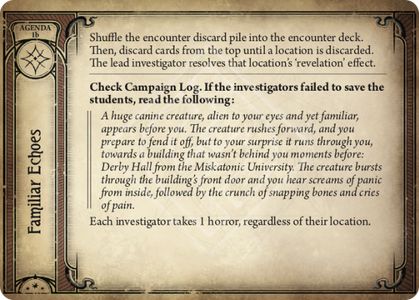 AGENDA
1b
Familiar Echoes
Shuffle the encounter discard pile into the encounter deck.
Then, discard cards from the top until a location is discarded.
The lead investigator resolves that location's 'revelation' effect.
Check Campaign Log. If the investigators failed to save the
students, read the following:
A huge canine creature, alien to your eyes and yet familiar,
appears before you. The creature rushes forward, and you
prepare to fend it off, but to your surprise it runs through you,
towards a building that wasn't behind you moments before:
Derby Hall from the Miskatonic University. The creature bursts
through the building's front door and you hear screams of panic
from inside, followed by the crunch of snapping bones and cries
of pain.
Each investigator takes 1 horror, regardless of their location.